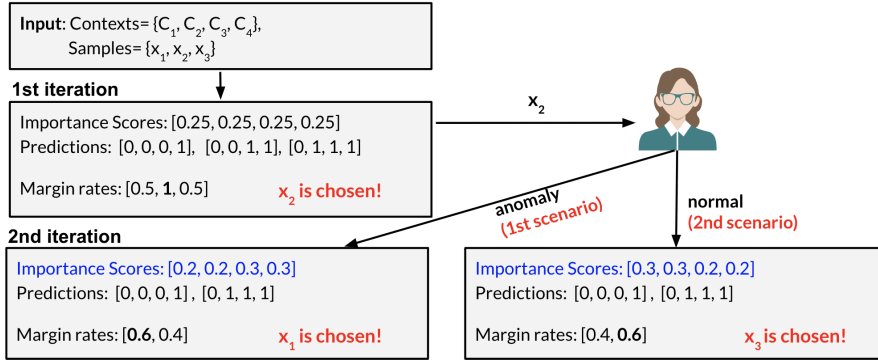 Input: Contexts= {C₁, C₂, C₃, C₄},
Samples= {x₁, x₂, x₃}
1st iteration
Importance Scores: [0.25, 0.25, 0.25, 0.25]
Predictions: [0, 0, 0, 1], [0, 0, 1, 1], [0, 1, 1, 1]
Margin rates: [0.5, 1, 0.5] x₂ is chosen!
x₂
anomaly
(1st scenario)
normal
(2nd scenario)
2nd iteration
Importance Scores: [0.2, 0.2, 0.3, 0.3]
Predictions: [0, 0, 0, 1] , [0, 1, 1, 1]
Margin rates: [0.6, 0.4] x₁ is chosen!
Importance Scores: [0.3, 0.3, 0.2, 0.2]
Predictions: [0, 0, 0, 1] , [0, 1, 1, 1]
Margin rates: [0.4, 0.6] x₃ is chosen!